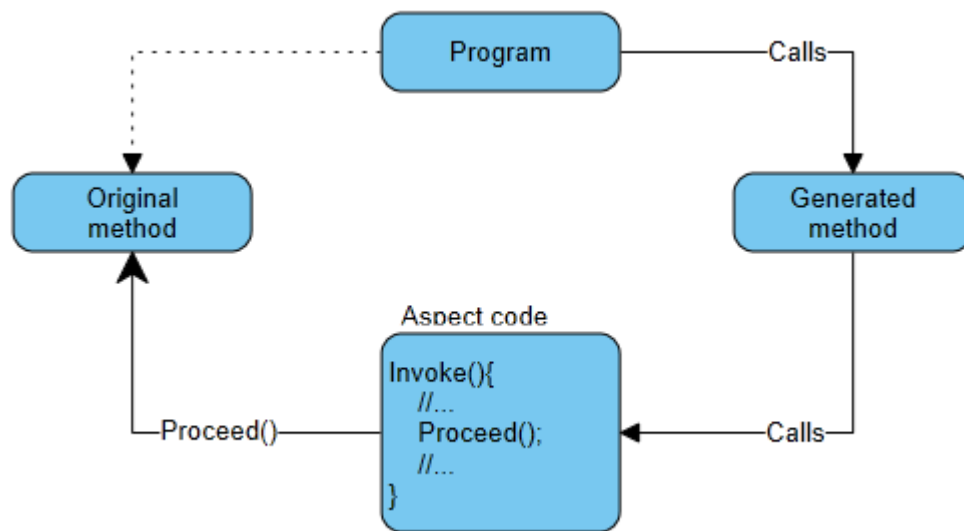 Program
Calls
Original
method
Generated
method
Aspect code
Invoke(){
//...
Proceed();
//...
}
Proceed()
Calls